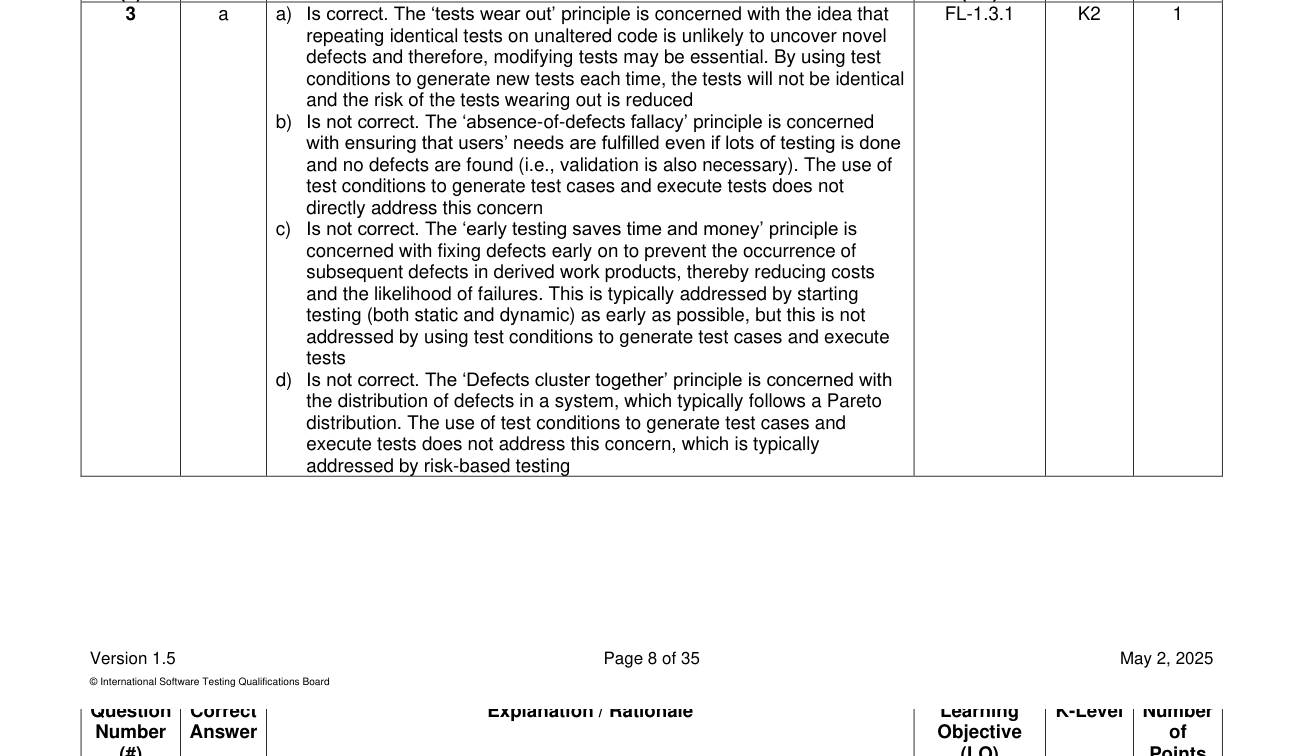 3 a a) Is correct. The ‘tests wear out’ principle is concerned with the idea that FL-1.3.1 K2 1
repeating identical tests on unaltered code is unlikely to uncover novel
defects and therefore, modifying tests may be essential. By using test
conditions to generate new tests each time, the tests will not be identical
and the risk of the tests wearing out is reduced
b) Is not correct. The ‘absence-of-defects fallacy’ principle is concerned
with ensuring that users’ needs are fulfilled even if lots of testing is done
and no defects are found (i.e., validation is also necessary). The use of
test conditions to generate test cases and execute tests does not
directly address this concern
c) Is not correct. The ‘early testing saves time and money’ principle is
concerned with fixing defects early on to prevent the occurrence of
subsequent defects in derived work products, thereby reducing costs
and the likelihood of failures. This is typically addressed by starting
testing (both static and dynamic) as early as possible, but this is not
addressed by using test conditions to generate test cases and execute
tests
d) Is not correct. The ‘Defects cluster together’ principle is concerned with
the distribution of defects in a system, which typically follows a Pareto
distribution. The use of test conditions to generate test cases and
execute tests does not address this concern, which is typically
addressed by risk-based testing
Version 1.5 Page 8 of 35 May 2, 2025
© International Software Testing Qualifications Board
Question Correct Explanation / Rationale Learning K-Level Number
Number Answer Objective of
(#) (LO) Points